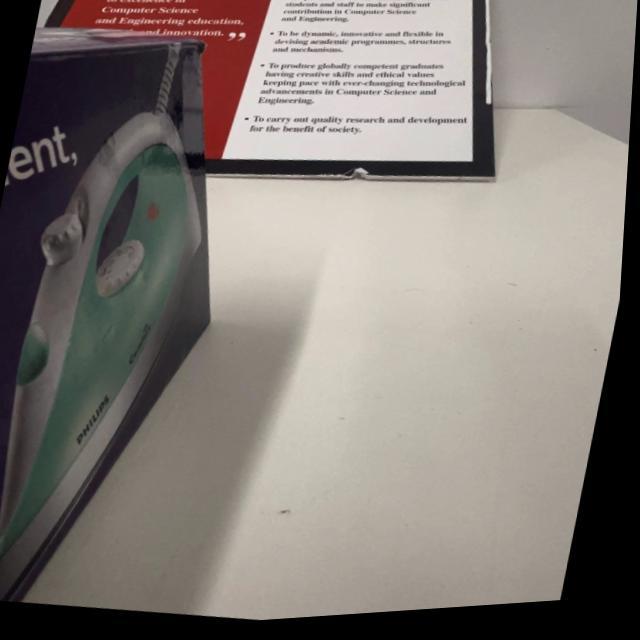 to excellence in
Computer Science
and Engineering education,
and innovation. ”
students and staff to make significant
contribution in Computer Science
and Engineering.
• To be dynamic, innovative and flexible in
devising academic programmes, structures
and mechanisms.
• To produce globally competent graduates
having creative skills and ethical values
keeping pace with ever-changing technological
advancements in Computer Science and
Engineering.
• To carry out quality research and development
for the benefit of society.
ent,
PHILIPS